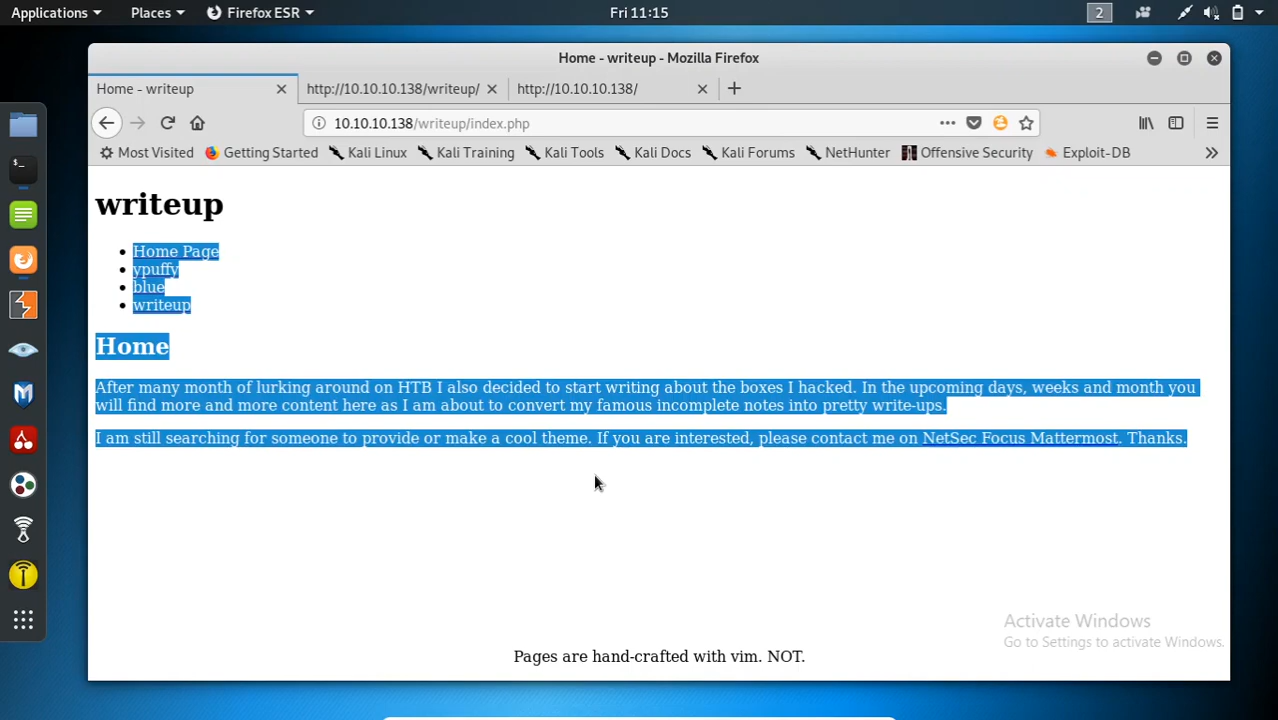 Applications Places Firefox ESR Fri 11:15 2
Home - writeup - Mozilla Firefox
Home - writeup http://10.10.10.138/writeup/ http://10.10.10.138/
10.10.10.138/writeup/index.php
Most Visited Getting Started Kali Linux Kali Training Kali Tools Kali Docs Kali Forums NetHunter Offensive Security Exploit-DB
writeup
Home Page
ypuffy
blue
writeup
Home
After many month of lurking around on HTB I also decided to start writing about the boxes I hacked. In the upcoming days, weeks and month you
will find more and more content here as I am about to convert my famous incomplete notes into pretty write-ups.
I am still searching for someone to provide or make a cool theme. If you are interested, please contact me on NetSec Focus Mattermost. Thanks.
Activate Windows
Go to Settings to activate Windows.
Pages are hand-crafted with vim. NOT.